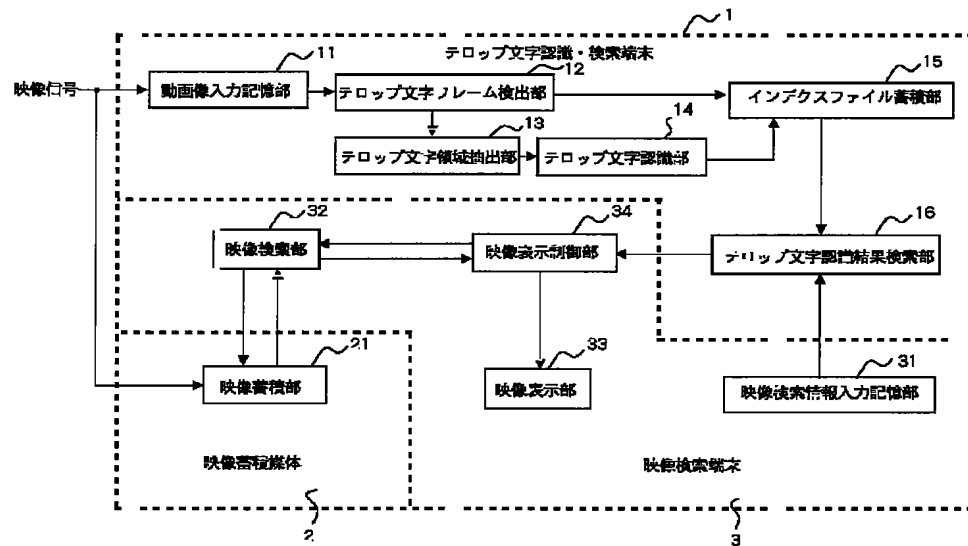 1
テロップ文字認識・検索端末
映像信号
11
動画像入力記憶部
12
テロップ文字フレーム検出部
15
インデクスファイル蓄積部
13
テロップ文字領域抽出部
14
テロップ文字認識部
32
映像検索部
34
映像表示制御部
16
テロップ文字認識結果検索部
21
映像蓄積部
33
映像表示部
31
映像検索情報入力記憶部
映像蓄積媒体
映像検索端末
2
3